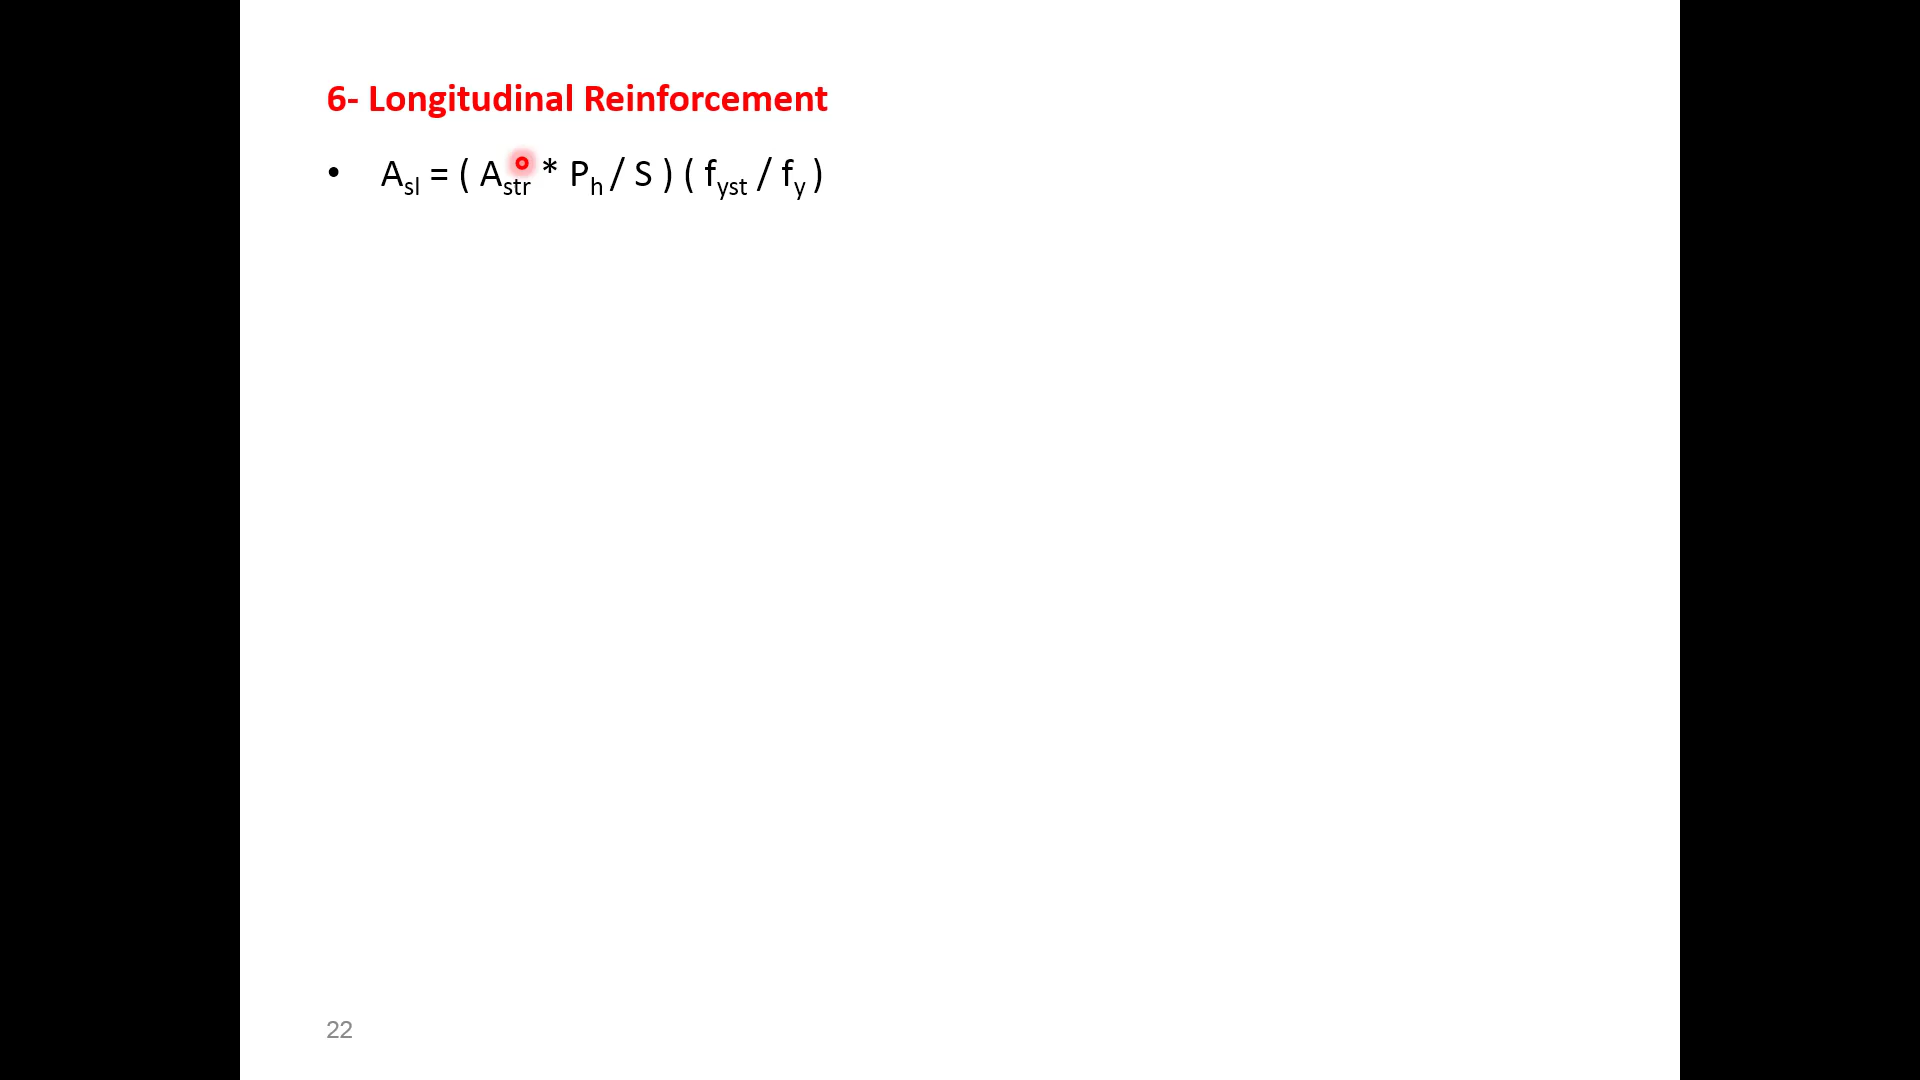 6- Longitudinal Reinforcement
• Asl = ( Astr * Ph / S ) ( fyst / fy )
22